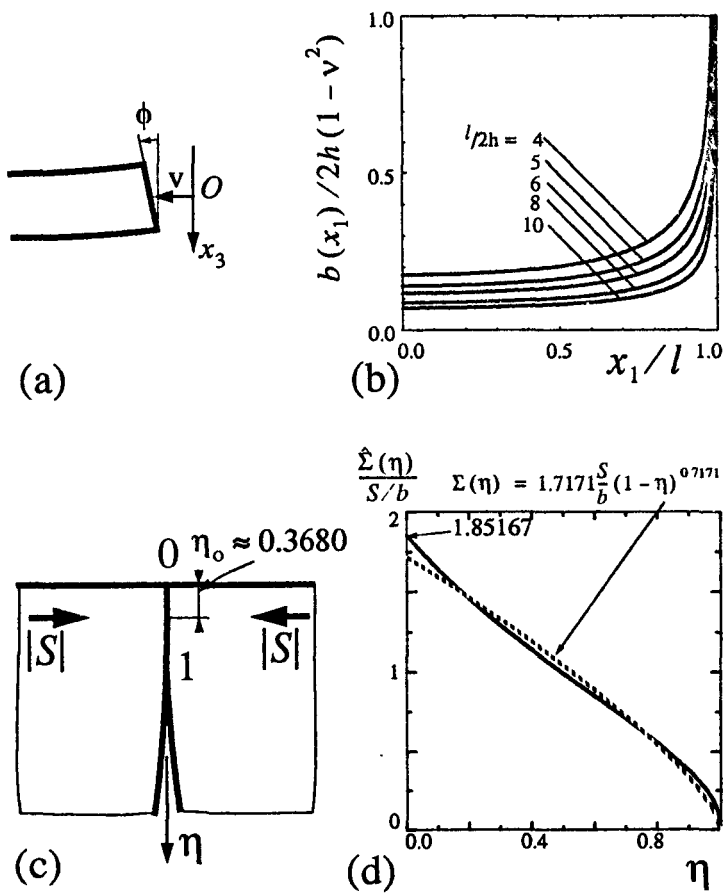 ϕ
v
O
x₃
(a)
b(x₁)/2h(1-ν²)
1.0
0.5
0.0
l/2h = 4
5
6
8
10
0.0
0.5
1.0
x₁/l
(b)
0
η₀ ≈ 0.3680
|S|
|S|
1
η
(c)
Σ̂(η)
S/b
Σ(η) = 1.7171 S/b (1-η)^0.7171
2
1.85167
1
0
0.0
0.4
0.8
η
(d)